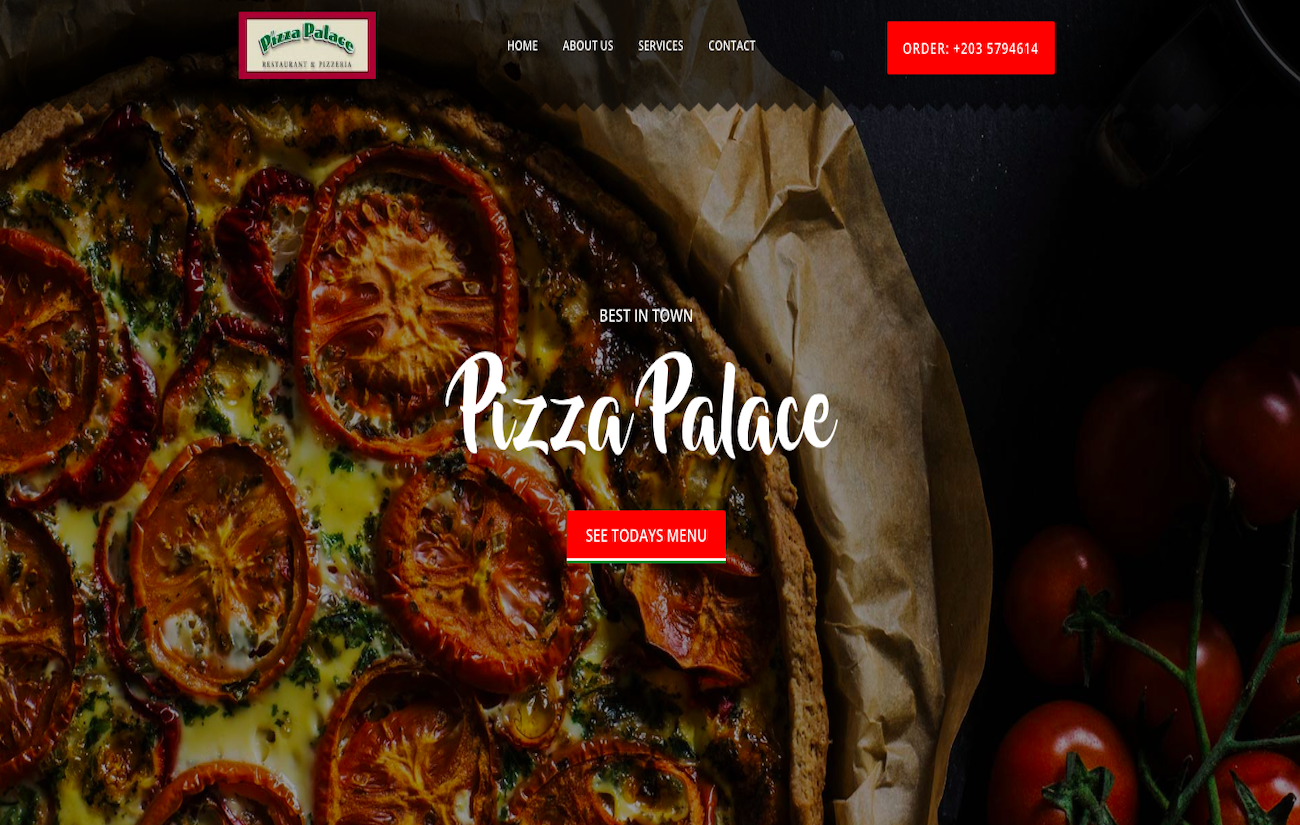 Pizza Palace
RESTAURANT & PIZZERIA
HOME
ABOUT US
SERVICES
CONTACT
ORDER: +203 5794614
BEST IN TOWN
Pizza Palace
SEE TODAYS MENU